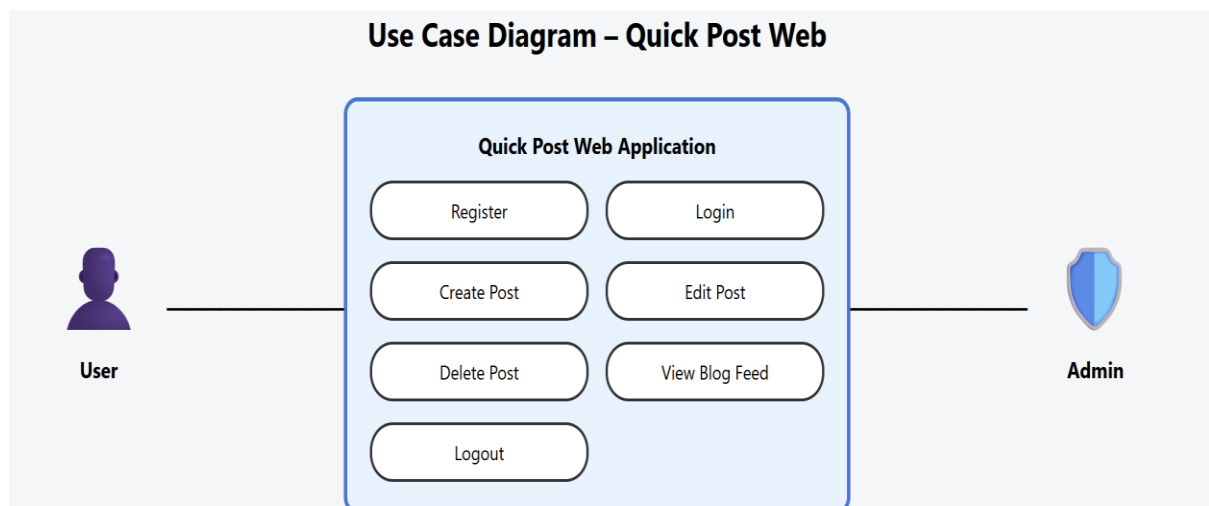 Use Case Diagram – Quick Post Web
Quick Post Web Application
Register
Login
Create Post
Edit Post
Delete Post
View Blog Feed
Logout
User
Admin